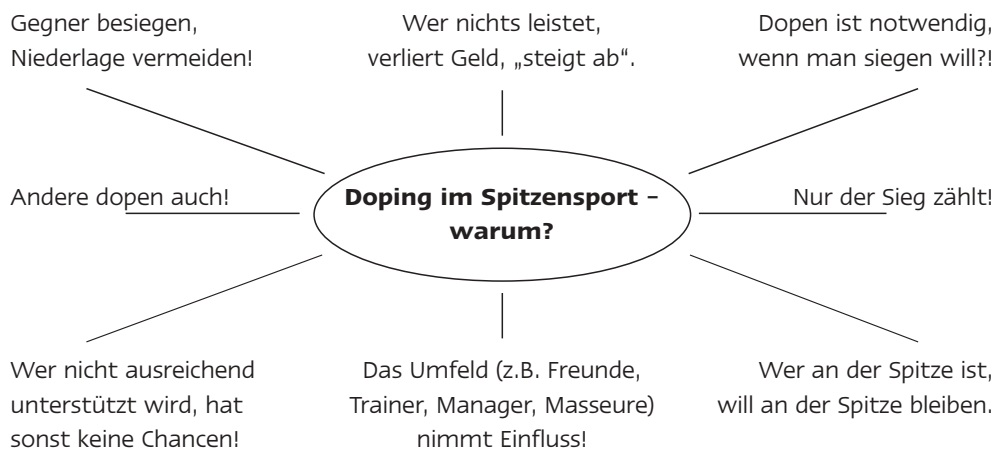 Gegner besiegen,
Niederlage vermeiden!
Wer nichts leistet,
verliert Geld, „steigt ab“.
Dopen ist notwendig,
wenn man siegen will?!
Andere dopen auch!
Doping im Spitzensport –
warum?
Nur der Sieg zählt!
Wer nicht ausreichend
unterstützt wird, hat
sonst keine Chancen!
Das Umfeld (z.B. Freunde,
Trainer, Manager, Masseure)
nimmt Einfluss!
Wer an der Spitze ist,
will an der Spitze bleiben.